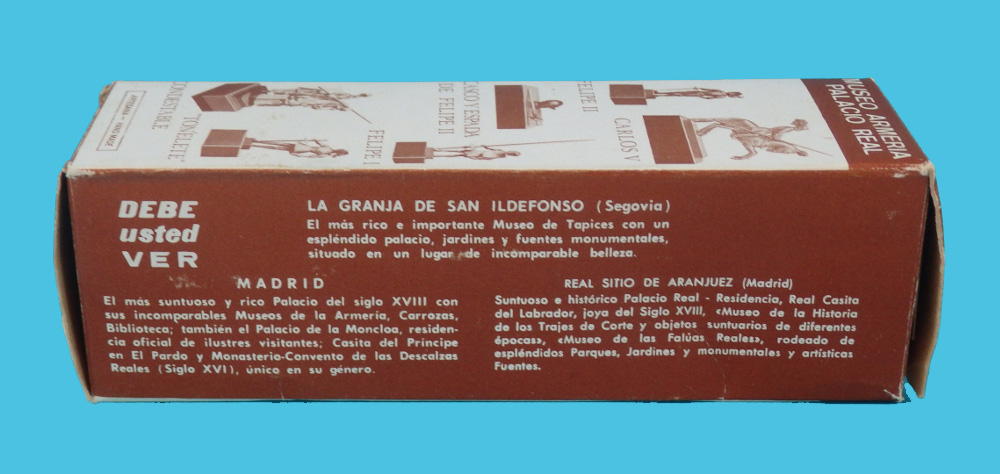 MUSEO ARMERIA
PALACIO REAL
FELIPE II
CARLOS V
CASCO Y ESPADA
DE FELIPE II
FELIPE I
CONDESTABLE
"TONELETE"
ARTESANIA - HAND MADE
DEBE
usted
VER
LA GRANJA DE SAN ILDEFONSO (Segovia)
El más rico e importante Museo de Tapices con un
espléndido palacio, jardines y fuentes monumentales,
situado en un lugar de incomparable belleza.
MADRID
El más suntuoso y rico Palacio del siglo XVIII con
sus incomparables Museos de la Armería, Carrozas,
Biblioteca; también el Palacio de la Moncloa, residen-
cia oficial de ilustres visitantes; Casita del Príncipe
en El Pardo y Monasterio-Convento de las Descalzas
Reales (Siglo XVI), único en su género.
REAL SITIO DE ARANJUEZ (Madrid)
Suntuoso e histórico Palacio Real - Residencia, Real Casita
del Labrador, joya del Siglo XVIII, «Museo de la Historia
de los Trajes de Corte y objetos suntuarios de diferentes
épocas», «Museo de las Falúas Reales», rodeado de
espléndidos Parques, Jardines y monumentales y artísticas
Fuentes.